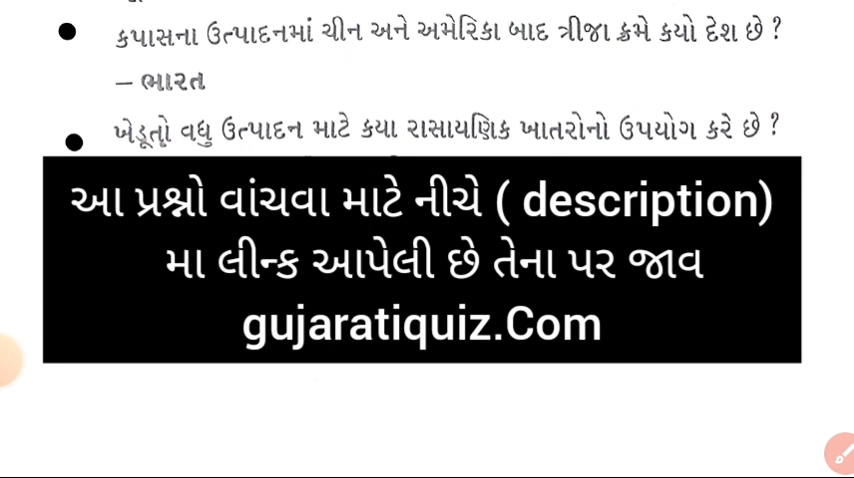 કપાસના ઉત્પાદનમાં ચીન અને અમેરિકા બાદ ત્રીજા ક્રમે કયો દેશ છે ?
– ભારત
ખેડૂતો વધુ ઉત્પાદન માટે કયા રાસાયણિક ખાતરોનો ઉપયોગ કરે છે ?
આ પ્રશ્નો વાંચવા માટે નીચે ( description)
મા લીન્ક આપેલી છે તેના પર જાવ
gujaratiquiz.Com